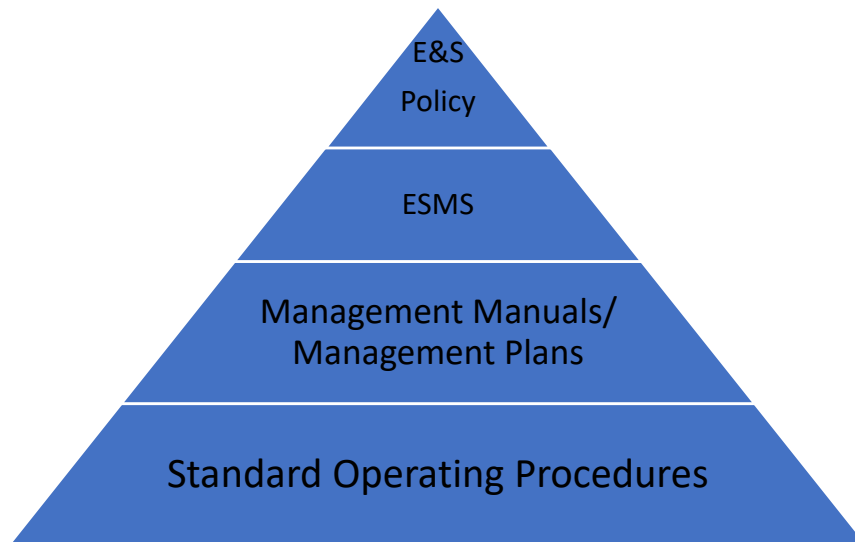 E&S
Policy
ESMS
Management Manuals/
Management Plans
Standard Operating Procedures